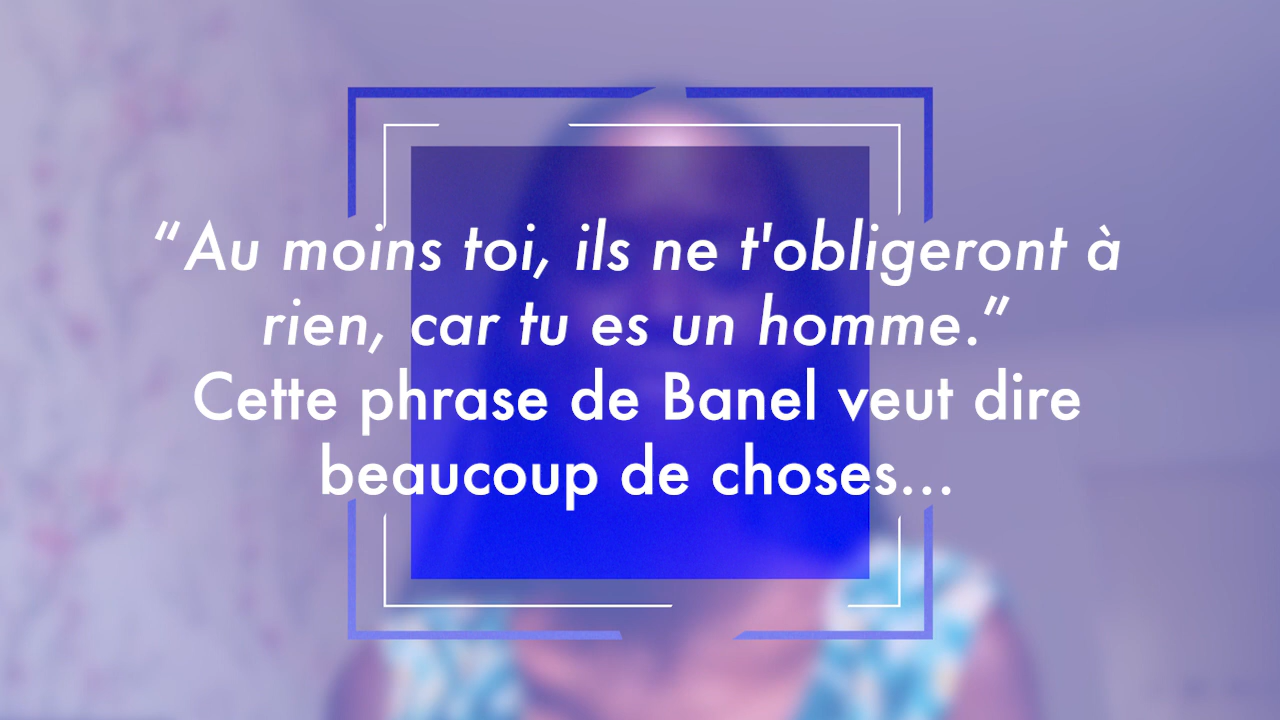 “Au moins toi, ils ne t'obligeront à
rien, car tu es un homme.”
Cette phrase de Banel veut dire
beaucoup de choses...